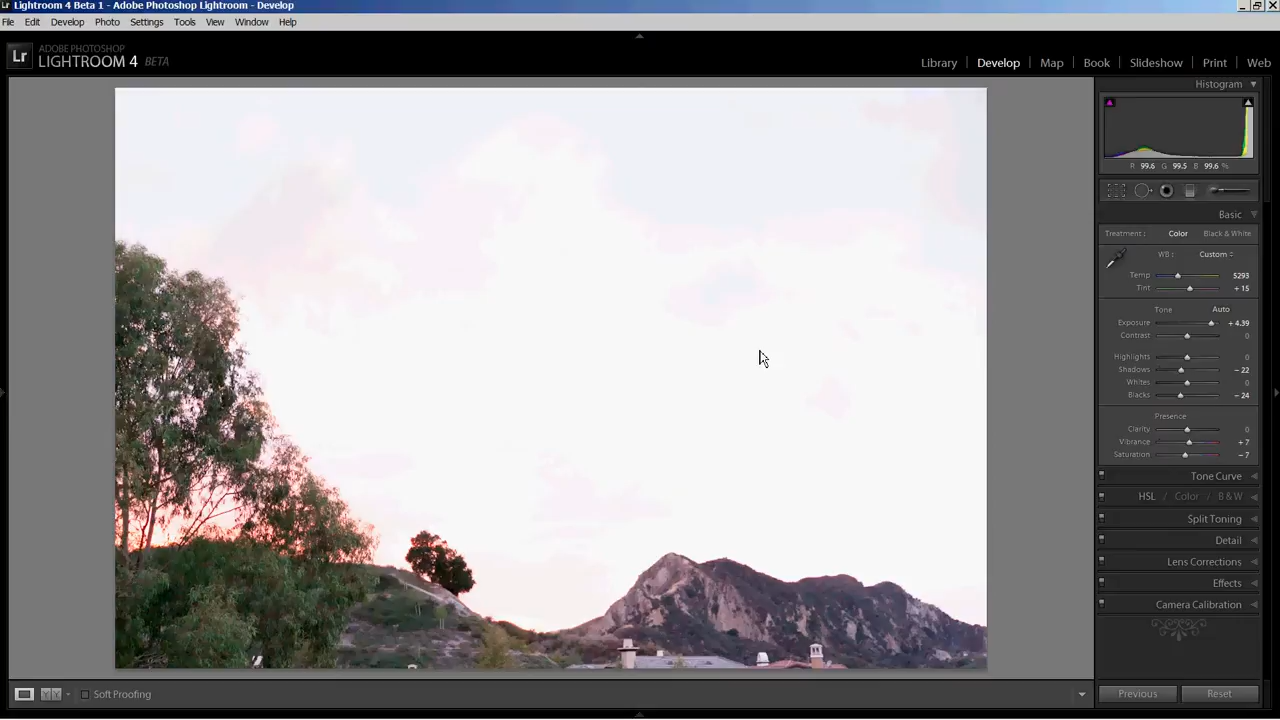 Lightroom 4 Beta 1 - Adobe Photoshop Lightroom - Develop
File Edit Develop Photo Settings Tools View Window Help
Lr ADOBE PHOTOSHOP
LIGHTROOM 4 BETA
Library | Develop | Map | Book | Slideshow | Print | Web
Histogram
R 99.6 G 99.5 B 99.6 %
Basic
Treatment : Color Black & White
WB : Custom
Temp 5293
Tint + 15
Tone Auto
Exposure + 4.39
Contrast 0
Highlights 0
Shadows - 22
Whites 0
Blacks - 24
Presence
Clarity 0
Vibrance + 7
Saturation - 7
Tone Curve
HSL / Color / B & W
Split Toning
Detail
Lens Corrections
Effects
Camera Calibration
Soft Proofing
Previous Reset